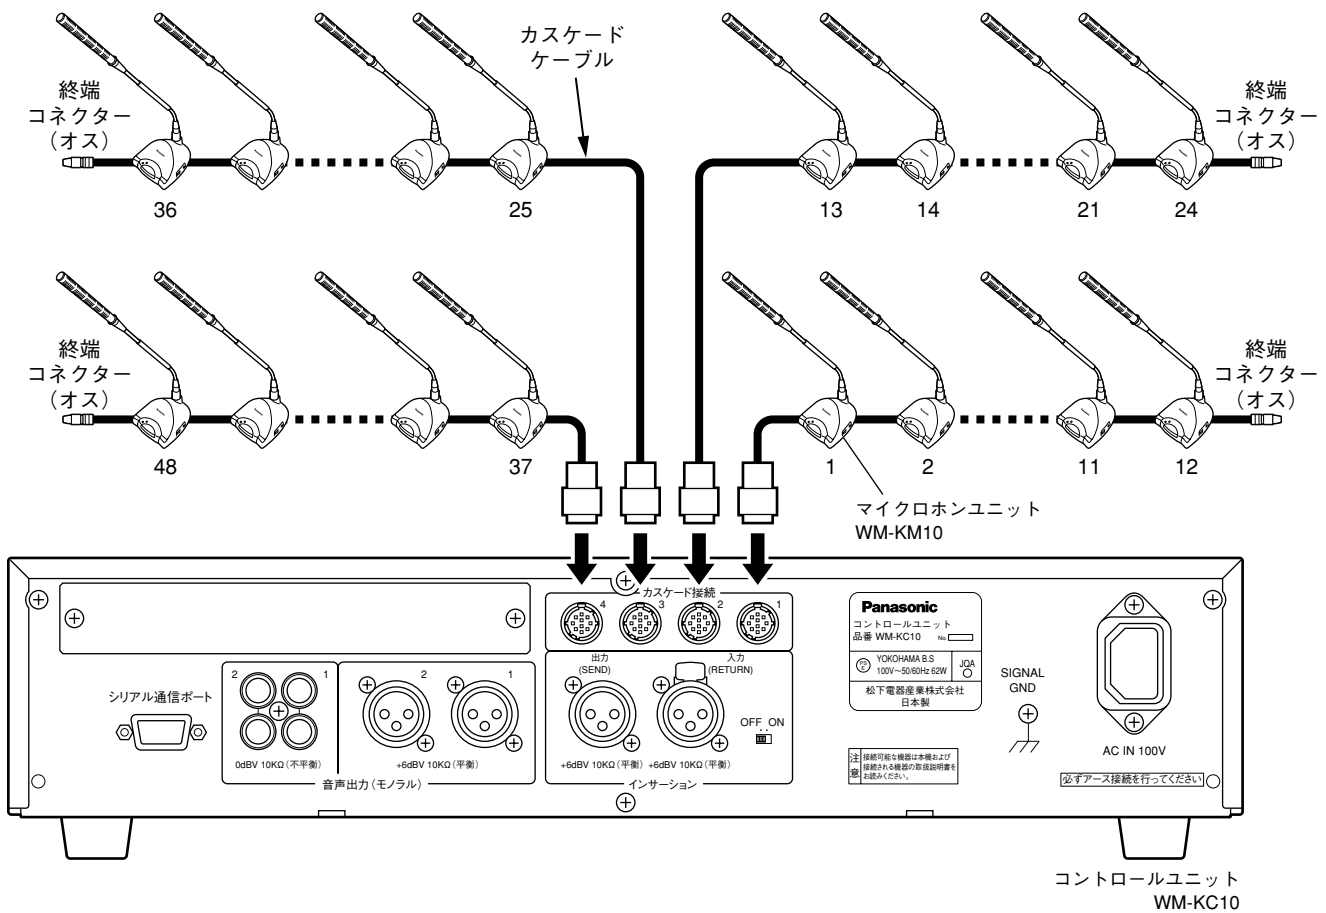 カスケード
ケーブル
終端
コネクター
（オス）
終端
コネクター
（オス）
36
25
13
14
21
24
終端
コネクター
（オス）
終端
コネクター
（オス）
48
37
1
2
11
12
マイクロホンユニット
WM-KM10
カスケード接続
4
3
2
1
出力
(SEND)
入力
(RETURN)
シリアル通信ポート
2
1
2
1
OFF ON
0dBV 10KΩ（不平衡）
+6dBV 10KΩ（平衡）
+6dBV 10KΩ（平衡）
+6dBV 10KΩ（平衡）
音声出力（モノラル）
インサーション
Panasonic
コントロールユニット
品番 WM-KC10 No.
PS
E
YOKOHAMA B.S
100V～50/60Hz 62W
JQA
松下電器産業株式会社
日本製
注意
接続可能な機器は本機および
接続される機器の取扱説明書を
お読みください。
SIGNAL
GND
AC IN 100V
必ずアース接続を行ってください
コントロールユニット
WM-KC10